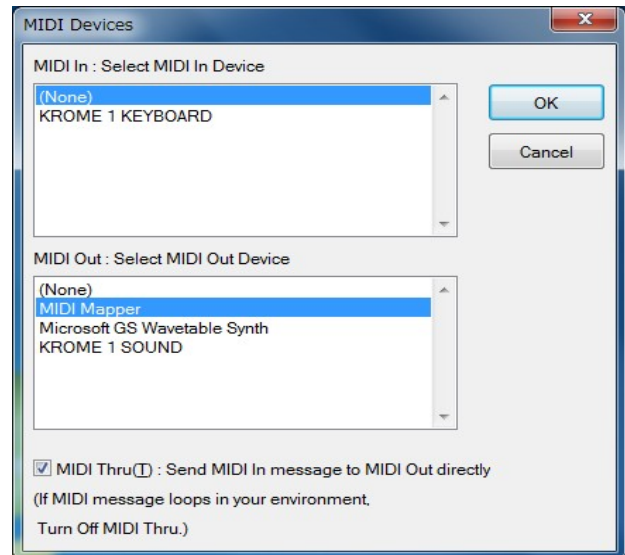 MIDI Devices
MIDI In : Select MIDI In Device
(None)
KROME 1 KEYBOARD
OK
Cancel
MIDI Out : Select MIDI Out Device
(None)
MIDI Mapper
Microsoft GS Wavetable Synth
KROME 1 SOUND
MIDI Thru(T) : Send MIDI In message to MIDI Out directly
(If MIDI message loops in your environment,
Turn Off MIDI Thru.)